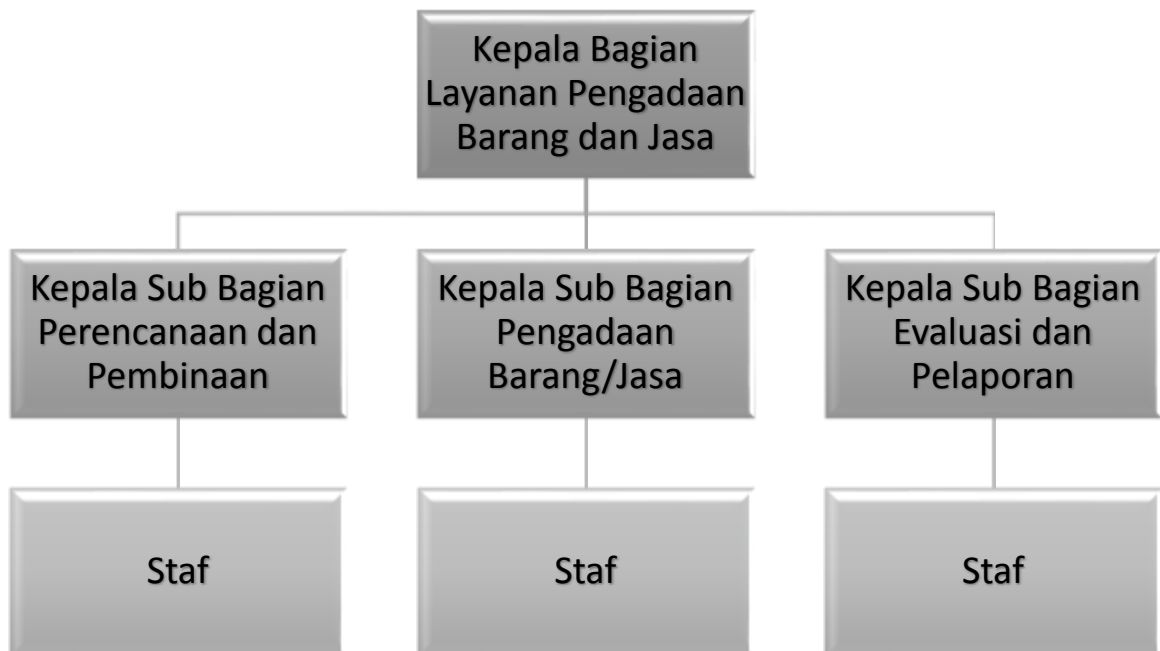 Kepala Bagian
Layanan Pengadaan
Barang dan Jasa
Kepala Sub Bagian
Perencanaan dan
Pembinaan
Kepala Sub Bagian
Pengadaan
Barang/Jasa
Kepala Sub Bagian
Evaluasi dan
Pelaporan
Staf
Staf
Staf